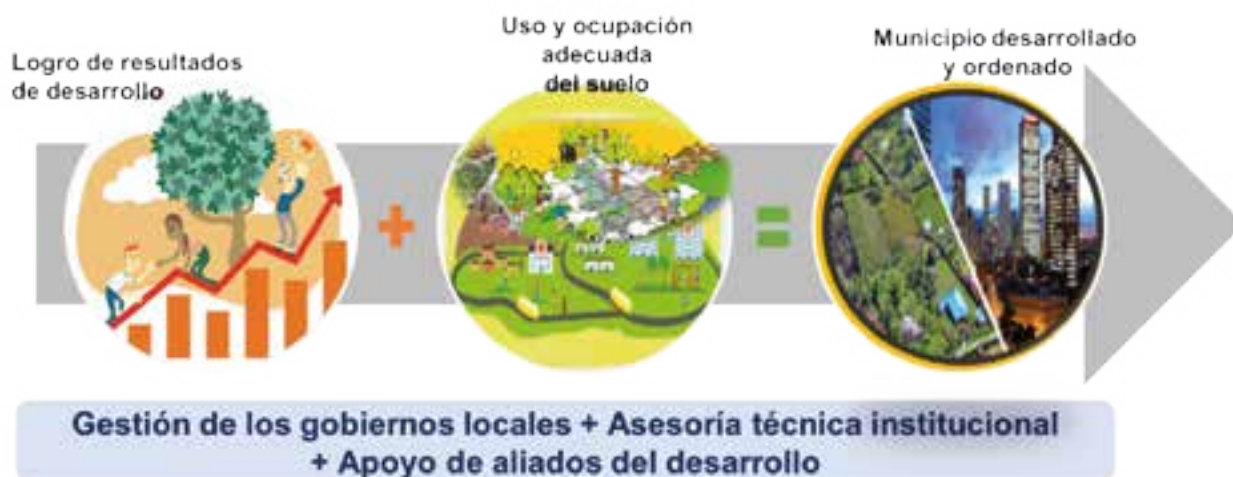 Logro de resultados
de desarrollo
Uso y ocupación
adecuada
del suelo
Municipio desarrollado
y ordenado
Gestión de los gobiernos locales + Asesoría técnica institucional
+ Apoyo de aliados del desarrollo